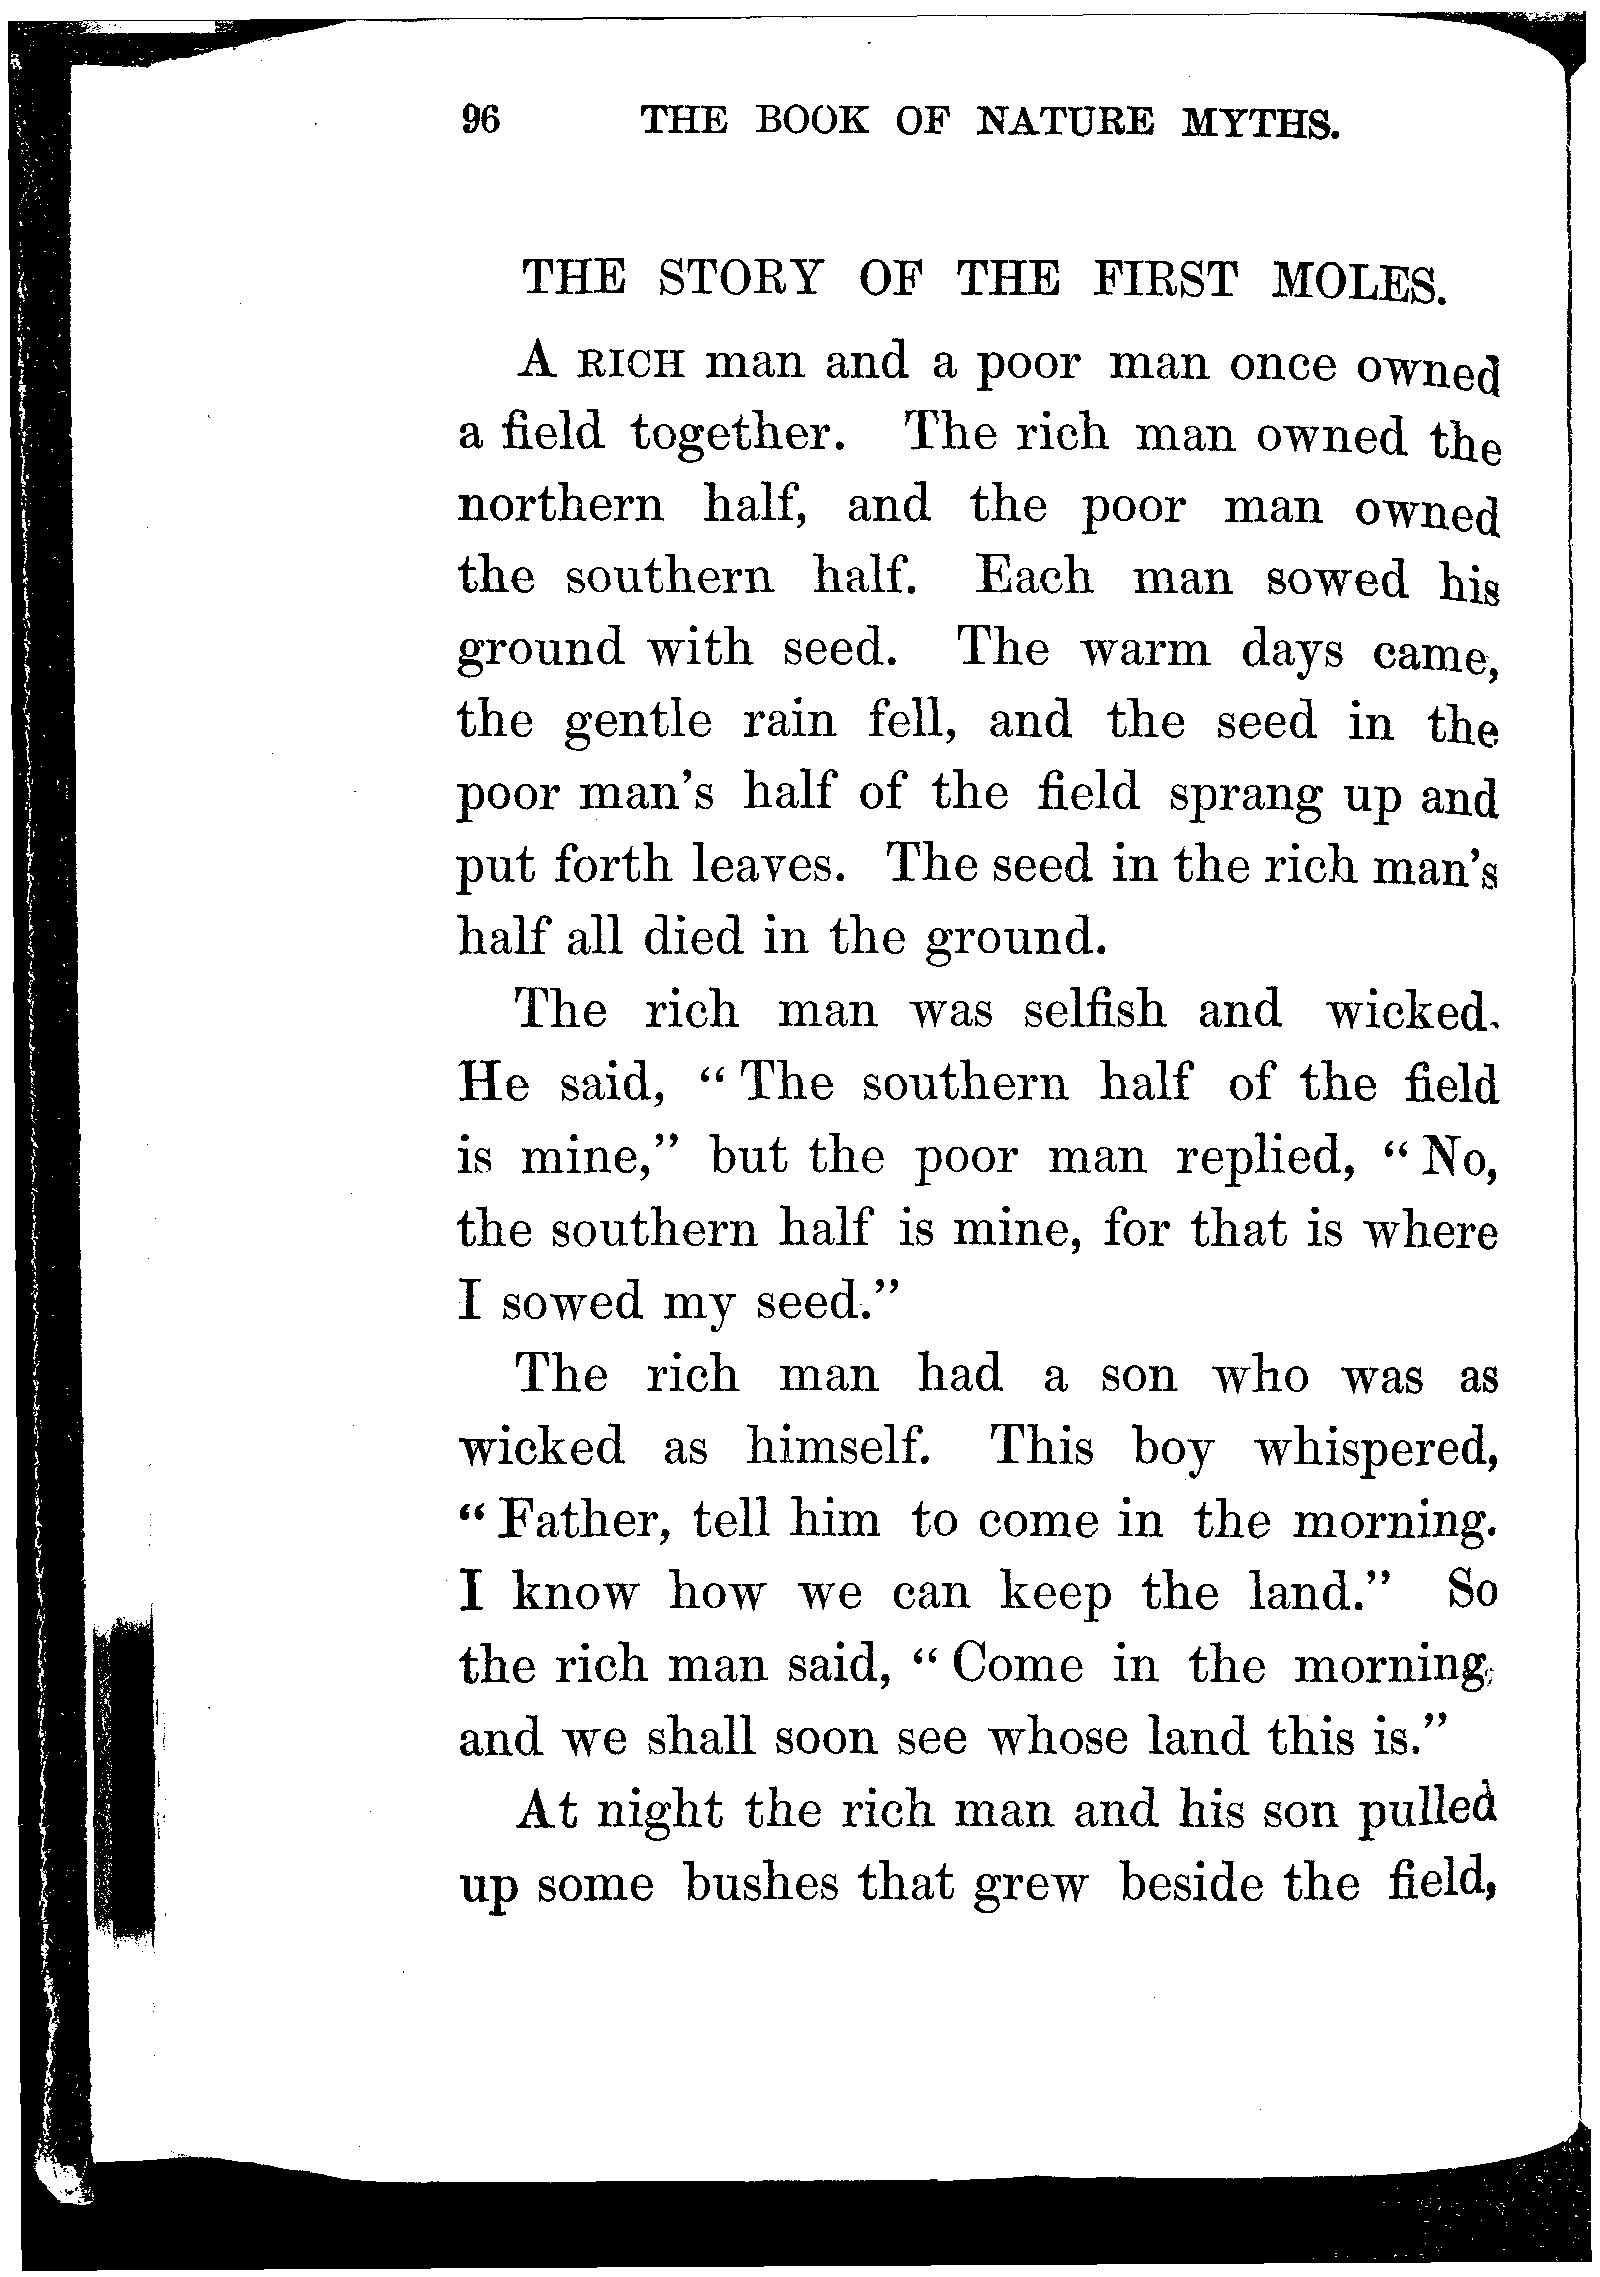 96 THE BOOK OF NATURE MYTHS.
THE STORY OF THE FIRST MOLES.
A RICH man and a poor man once owned
a field together. The rich man owned the
northern half, and the poor man owned
the southern half. Each man sowed his
ground with seed. The warm days came,
the gentle rain fell, and the seed in the
poor man's half of the field sprang up and
put forth leaves. The seed in the rich man's
half all died in the ground.
The rich man was selfish and wicked.
He said, “ The southern half of the field
is mine,” but the poor man replied, “ No,
the southern half is mine, for that is where
I sowed my seed.”
The rich man had a son who was as
wicked as himself. This boy whispered,
“ Father, tell him to come in the morning.
I know how we can keep the land.” So
the rich man said, “ Come in the morning,
and we shall soon see whose land this is.”
At night the rich man and his son pulled
up some bushes that grew beside the field,